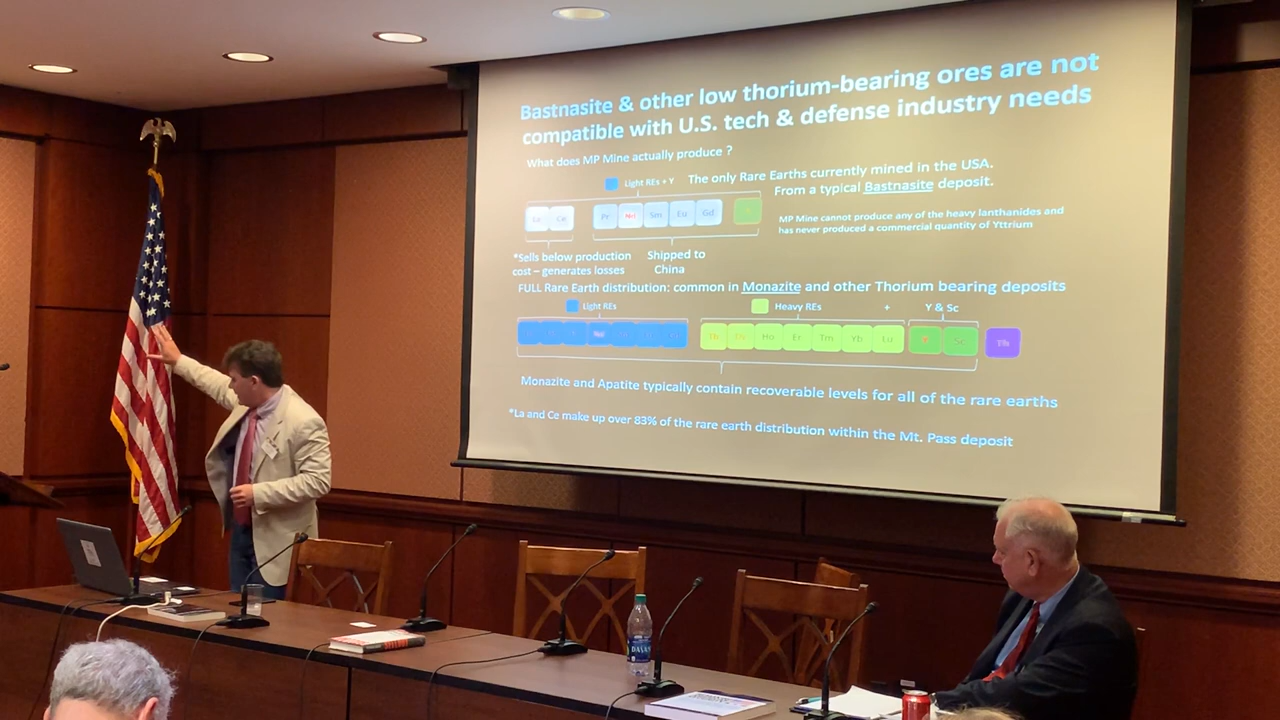 Bastnasite & other low thorium-bearing ores are not
compatible with U.S. tech & defense industry needs
What does MP Mine actually produce ?
Light REs + Y
The only Rare Earths currently mined in the USA.
From a typical Bastnasite deposit.
La Ce Pr Nd Sm Eu Gd
MP Mine cannot produce any of the heavy lanthanides and
has never produced a commercial quantity of Yttrium
*Sells below production
cost – generates losses
Shipped to
China
FULL Rare Earth distribution: common in Monazite and other Thorium bearing deposits
Light REs
Heavy REs
+
Y & Sc
Tb Dy Ho Er Tm Yb Lu Sc Th
Monazite and Apatite typically contain recoverable levels for all of the rare earths
*La and Ce make up over 83% of the rare earth distribution within the Mt. Pass deposit
DASANI